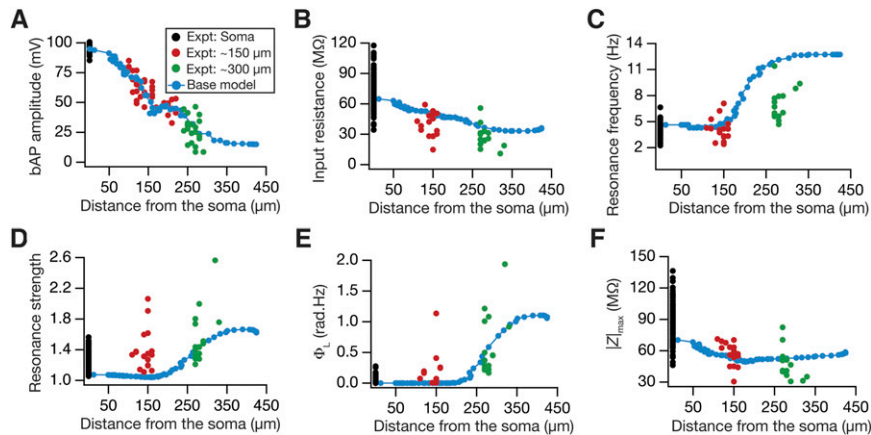 A
bAP amplitude (mV)
100
75
50
25
0
50 150 250 350 450
Distance from the soma (µm)
Expt: Soma
Expt: ~150 µm
Expt: ~300 µm
Base model
B
Input resistance (MΩ)
120
90
60
30
0
50 150 250 350 450
Distance from the soma (µm)
C
Resonance frequency (Hz)
14
11
8
5
2
50 150 250 350 450
Distance from the soma (µm)
D
Resonance strength
2.6
2.2
1.8
1.4
1.0
50 150 250 350 450
Distance from the soma (µm)
E
ΦL (rad.Hz)
2.0
1.5
1.0
0.5
0.0
50 150 250 350 450
Distance from the soma (µm)
F
|Z|max (MΩ)
150
120
90
60
30
50 150 250 350 450
Distance from the soma (µm)